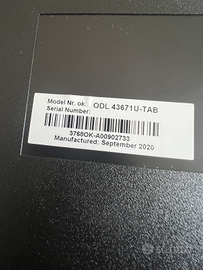 Model Nr. ok. ODL 43671U-TAB
Serial Number:
3768OK-A00902733
Manufactured: September 2020